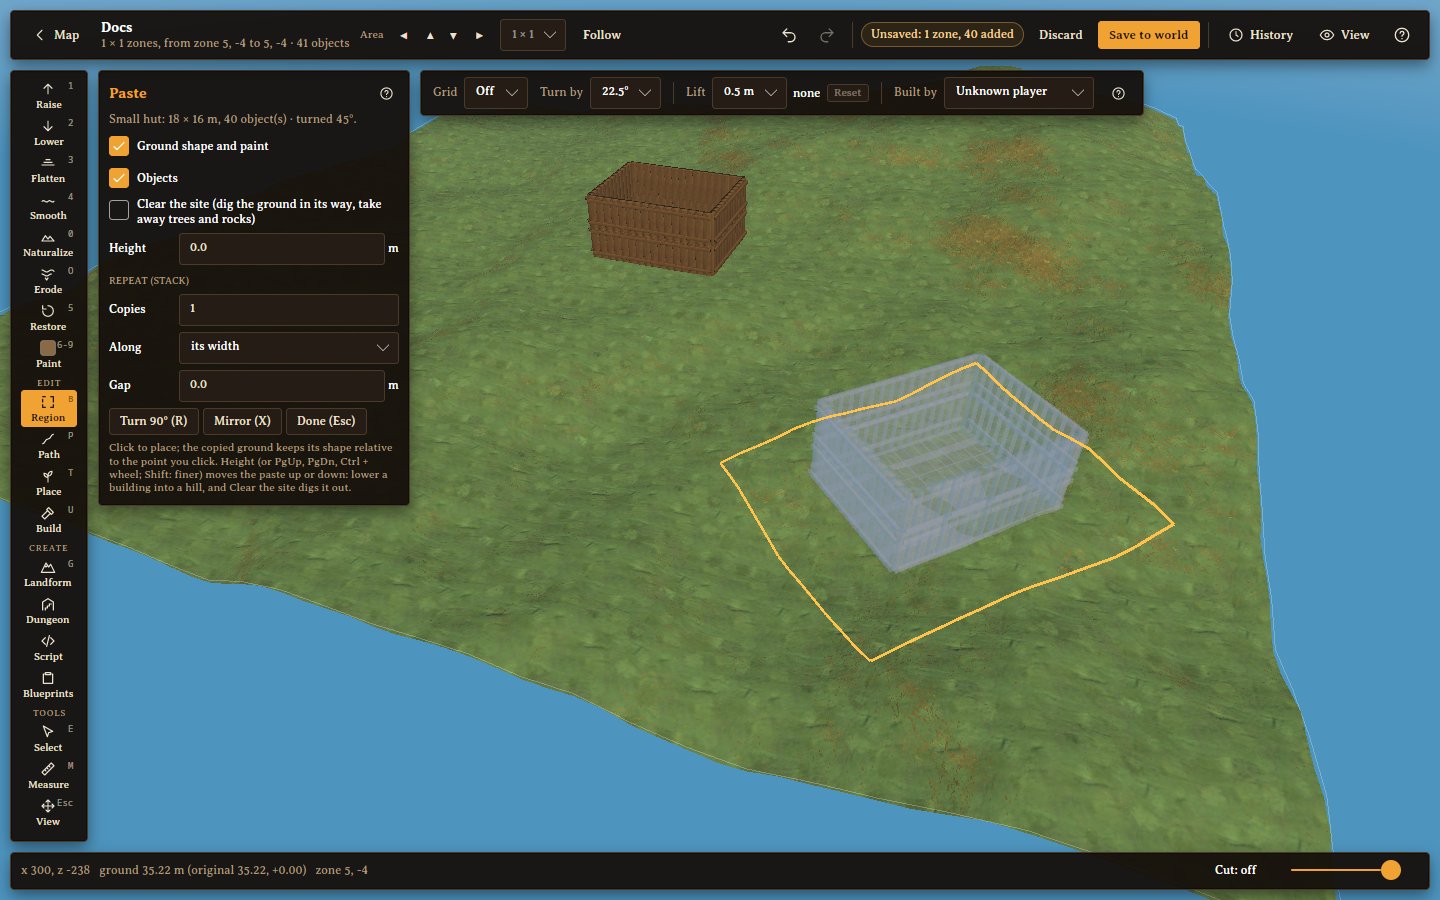 Map
Docs
1 × 1 zones, from zone 5, -4 to 5, -4 · 41 objects
Area
1 × 1
Follow
Unsaved: 1 zone, 40 added
Discard
Save to world
History
View
1
Raise
2
Lower
3
Flatten
4
Smooth
0
Naturalize
O
Erode
5
Restore
6-9
Paint
EDIT
B
Region
P
Path
T
Place
U
Build
CREATE
G
Landform
Dungeon
Script
Blueprints
TOOLS
E
Select
M
Measure
Esc
View
Paste
Small hut: 18 × 16 m, 40 object(s) · turned 45°.
Ground shape and paint
Objects
Clear the site (dig the ground in its way, take
away trees and rocks)
Height 0.0 m
REPEAT (STACK)
Copies 1
Along its width
Gap 0.0 m
Turn 90° (R) Mirror (X) Done (Esc)
Click to place; the copied ground keeps its shape relative
to the point you click. Height (or PgUp, PgDn, Ctrl +
wheel; Shift: finer) moves the paste up or down: lower a
building into a hill, and Clear the site digs it out.
Grid Off Turn by 22.5° Lift 0.5 m none Reset Built by Unknown player
x 300, z -238 ground 35.22 m (original 35.22, +0.00) zone 5, -4
Cut: off